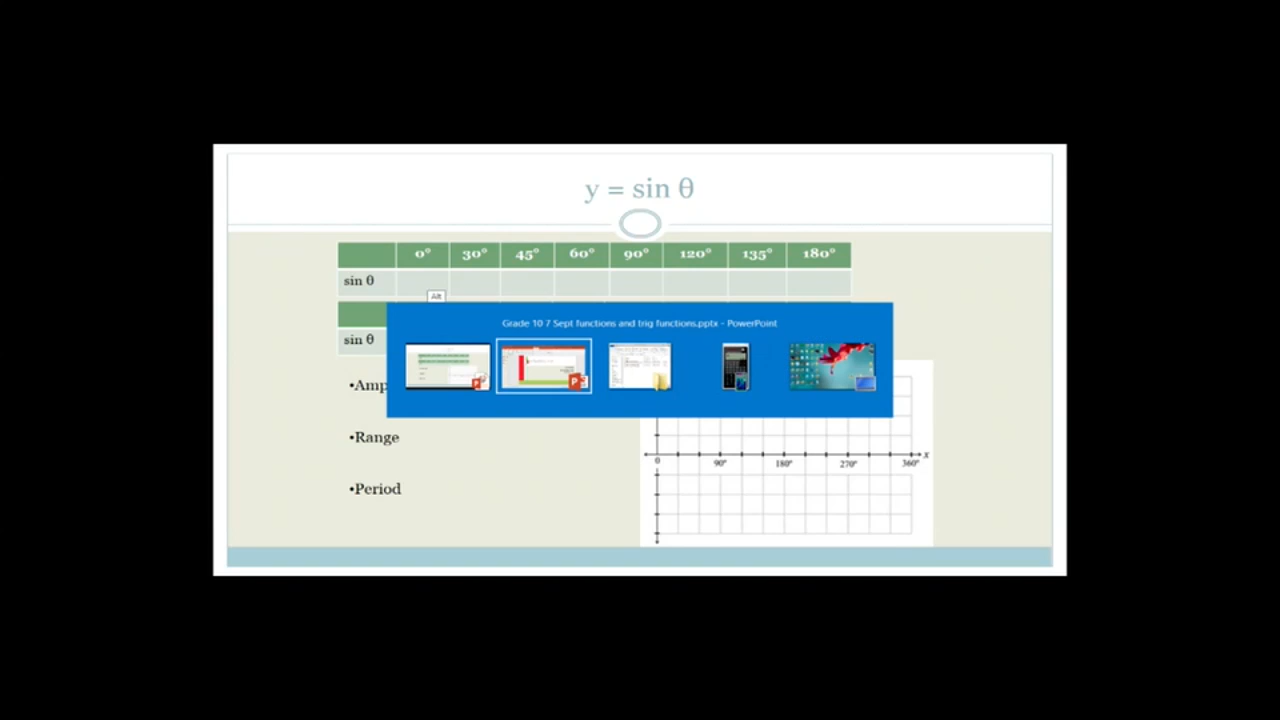 y = sin θ
0° 30° 45° 60° 90° 120° 135° 180°
sin θ
Alt
Grade 10 7 Sept functions and trig functions.pptx - PowerPoint
sin θ
•Amp
•Range
•Period
0 90° 180° 270° 360° x